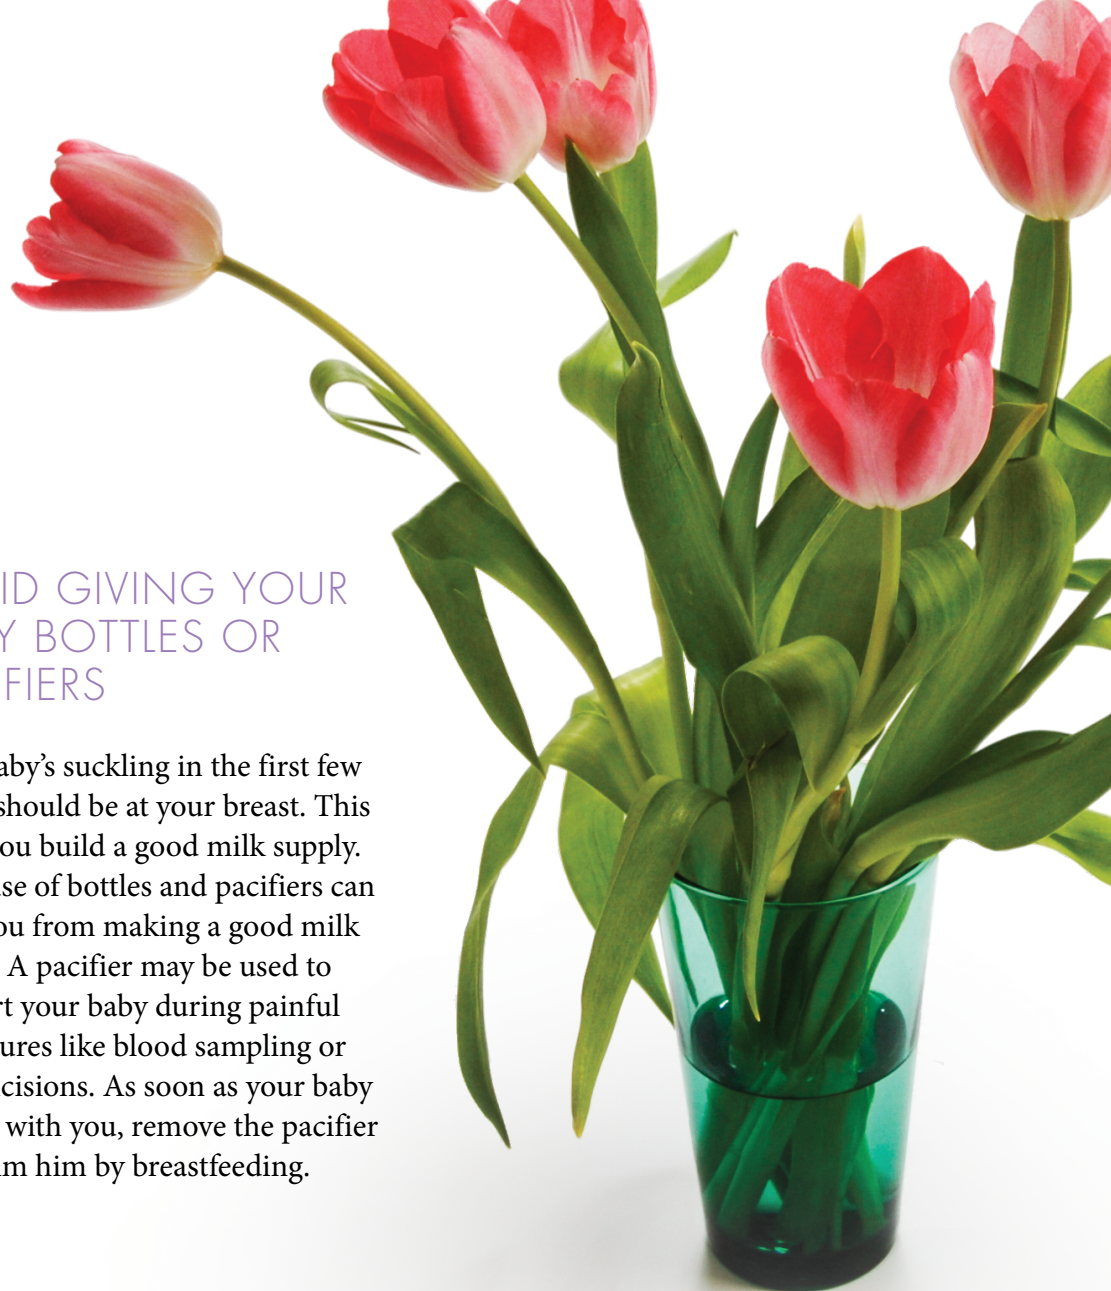 ID GIVING YOUR
Y BOTTLES OR
FIERS
aby’s suckling in the first few
should be at your breast. This
ou build a good milk supply.
se of bottles and pacifiers can
ou from making a good milk
A pacifier may be used to
rt your baby during painful
ures like blood sampling or
cisions. As soon as your baby
with you, remove the pacifier
lm him by breastfeeding.